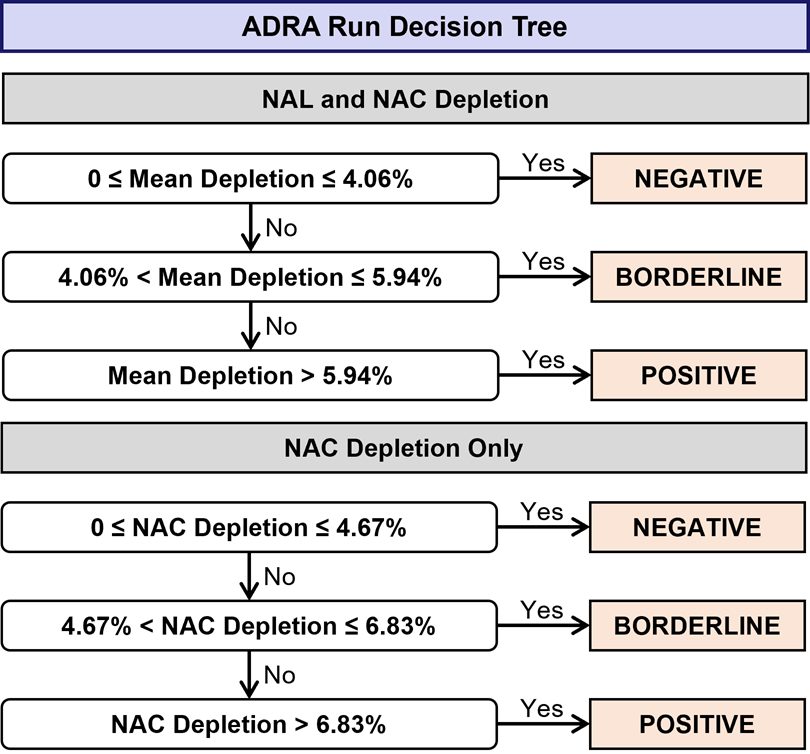 ADRA Run Decision Tree
NAL and NAC Depletion
0 ≤ Mean Depletion ≤ 4.06%
Yes
NEGATIVE
No
4.06% < Mean Depletion ≤ 5.94%
Yes
BORDERLINE
No
Mean Depletion > 5.94%
Yes
POSITIVE
NAC Depletion Only
0 ≤ NAC Depletion ≤ 4.67%
Yes
NEGATIVE
No
4.67% < NAC Depletion ≤ 6.83%
Yes
BORDERLINE
No
NAC Depletion > 6.83%
Yes
POSITIVE